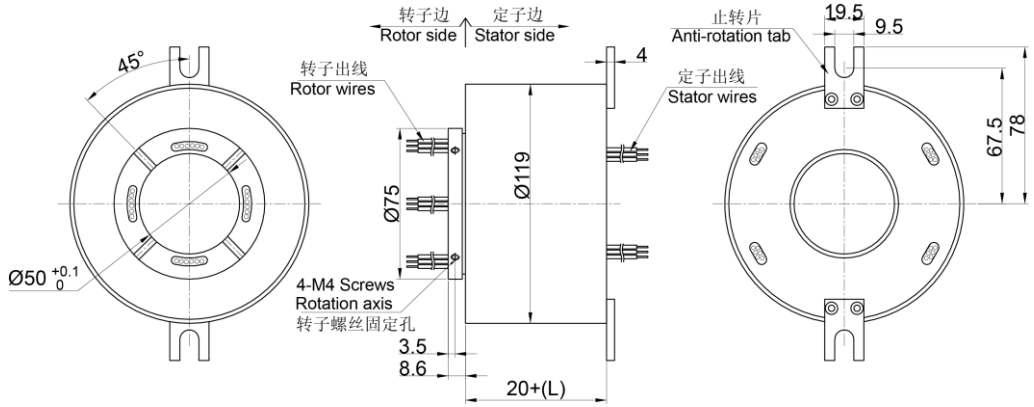 45°
Ø50 +0.1 0
转子边
Rotor side
定子边
Stator side
转子出线
Rotor wires
4
定子出线
Stator wires
Ø75
Ø119
4-M4 Screws
Rotation axis
转子螺丝固定孔
3.5
8.6
20+(L)
止转片
Anti-rotation tab
19.5
9.5
67.5
78